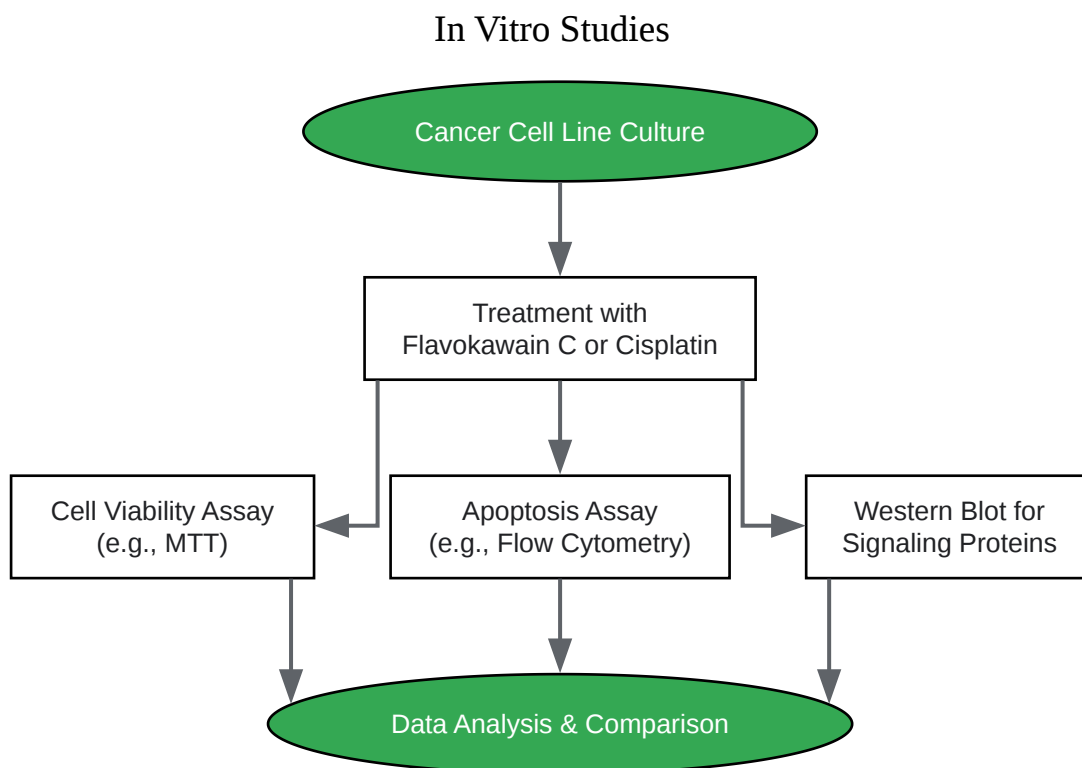 In Vitro Studies
Cancer Cell Line Culture
Treatment with
Flavokawain C or Cisplatin
Cell Viability Assay
(e.g., MTT)
Apoptosis Assay
(e.g., Flow Cytometry)
Western Blot for
Signaling Proteins
Data Analysis & Comparison